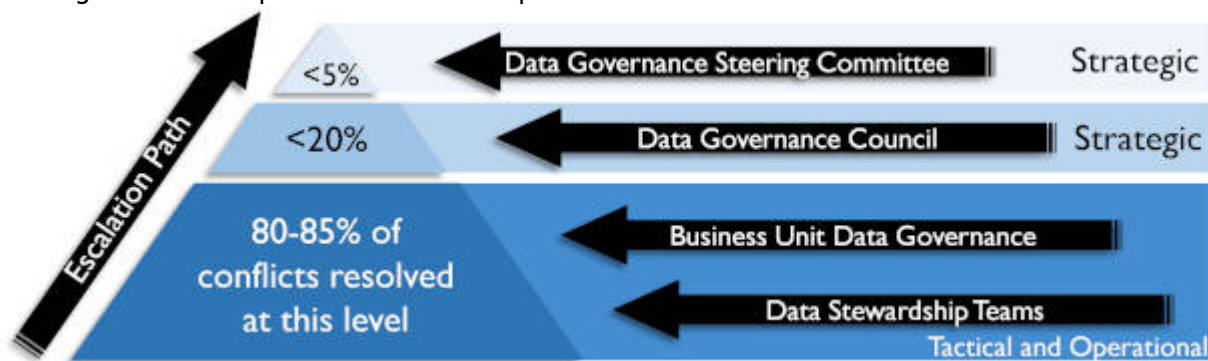 Escalation Path
<5%
Data Governance Steering Committee
Strategic
<20%
Data Governance Council
Strategic
80-85% of
conflicts resolved
at this level
Business Unit Data Governance
Data Stewardship Teams
Tactical and Operational